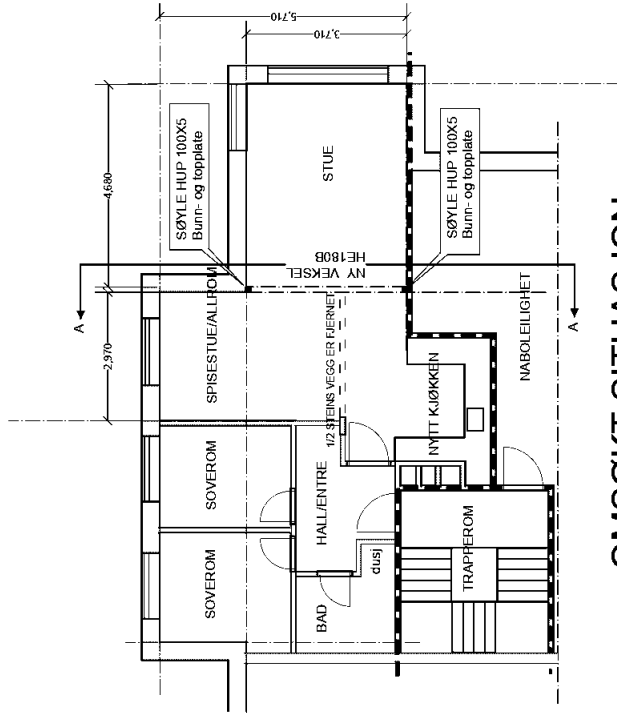 5,710
3,710
4,680
2,970
SØYLE HUP 100X5
Bunn- og topplate
SØYLE HUP 100X5
Bunn- og topplate
STUE
NY VEKSEL
HE180B
A
A
SPISESTUE/ALLROM
1/2 STEINS VEGG ER FJERNET
NYTT KJØKKEN
NABOLEILIGHET
SOVEROM
SOVEROM
HALL/ENTRE
BAD
dusj
TRAPPEROM